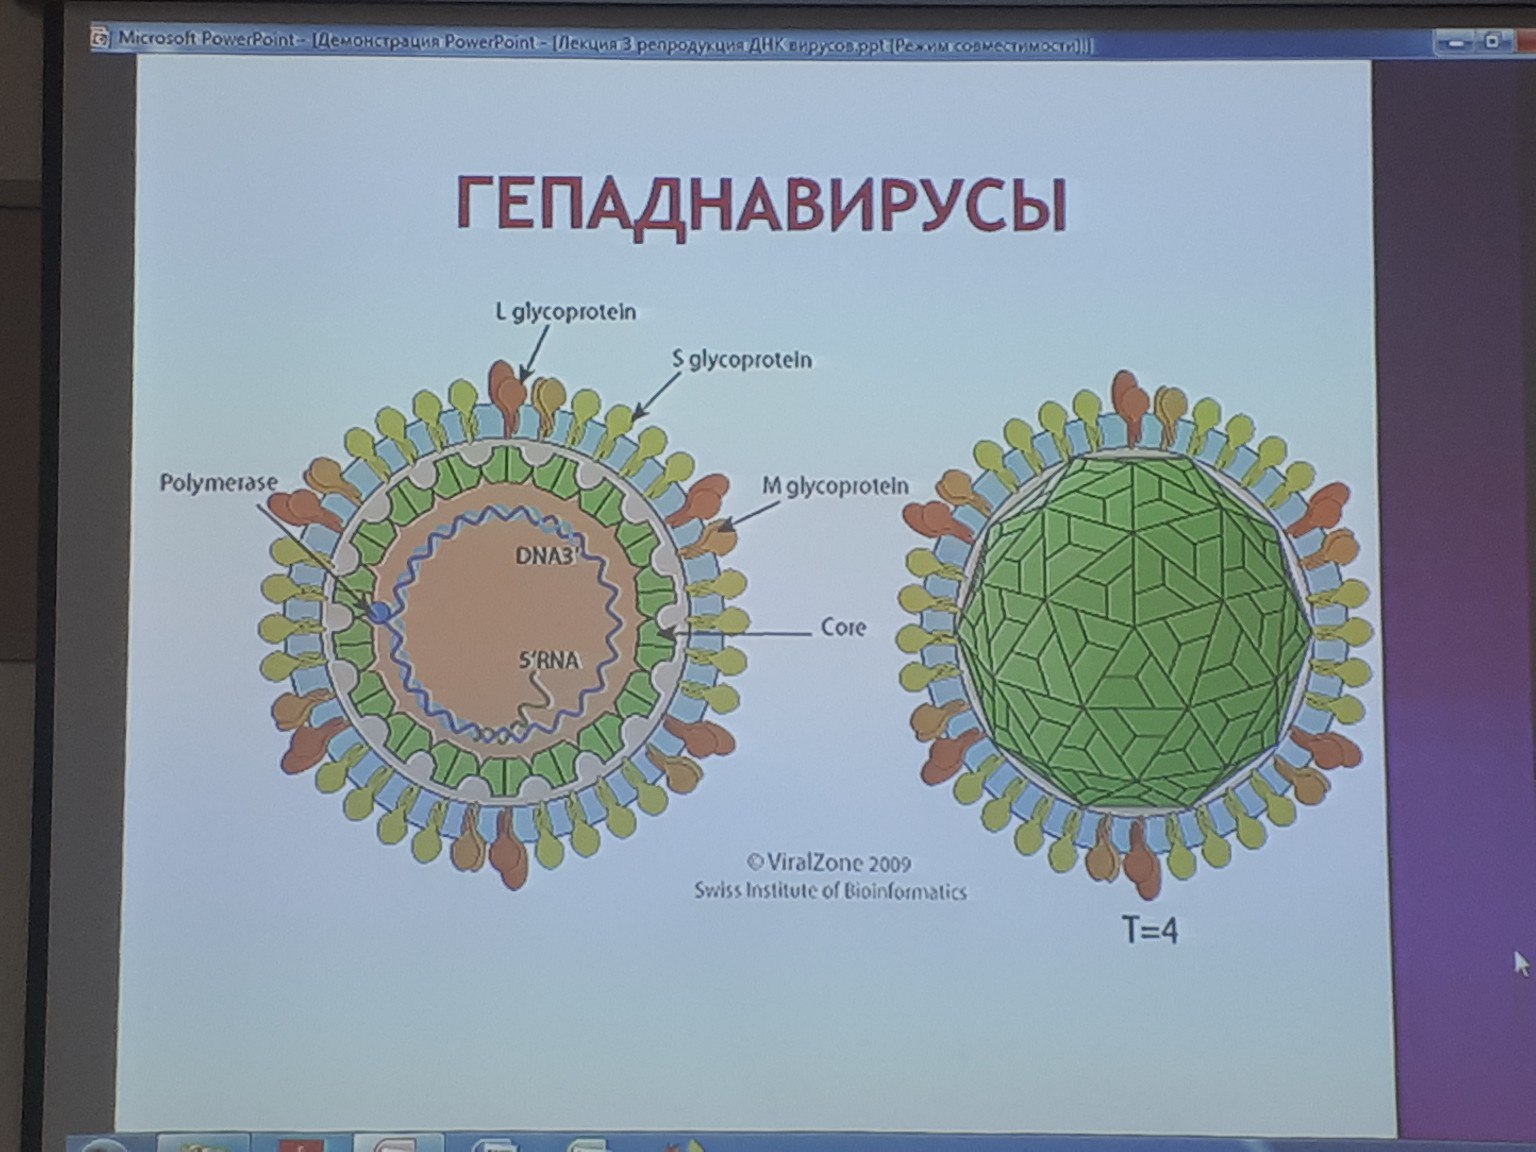 Microsoft PowerPoint - [Демонстрация PowerPoint - [Лекция 3 репродукция ДНК вирусов.ppt [Режим совместимости]]]
ГЕПАДНАВИРУСЫ
L glycoprotein
S glycoprotein
Polymerase
M glycoprotein
DNA3'
Core
5'RNA
© ViralZone 2009
Swiss Institute of Bioinformatics
T=4